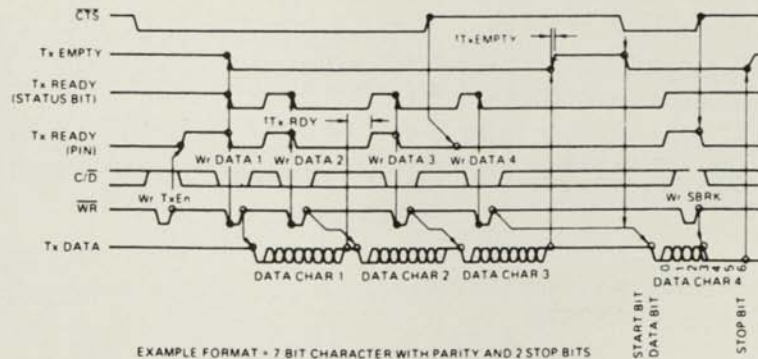 CTS
tTxEMPTY
Tx EMPTY
Tx READY
(STATUS BIT)
tTx RDY
Tx READY
(PIN)
Wr DATA 1 Wr DATA 2 Wr DATA 3 Wr DATA 4
C/D
Wr TxEn
Wr SBRK
WR
Tx DATA
0 1 2 3 4 5 6
DATA CHAR 1 DATA CHAR 2 DATA CHAR 3 DATA CHAR 4
START BIT
DATA BIT
STOP BIT
EXAMPLE FORMAT = 7 BIT CHARACTER WITH PARITY AND 2 STOP BITS